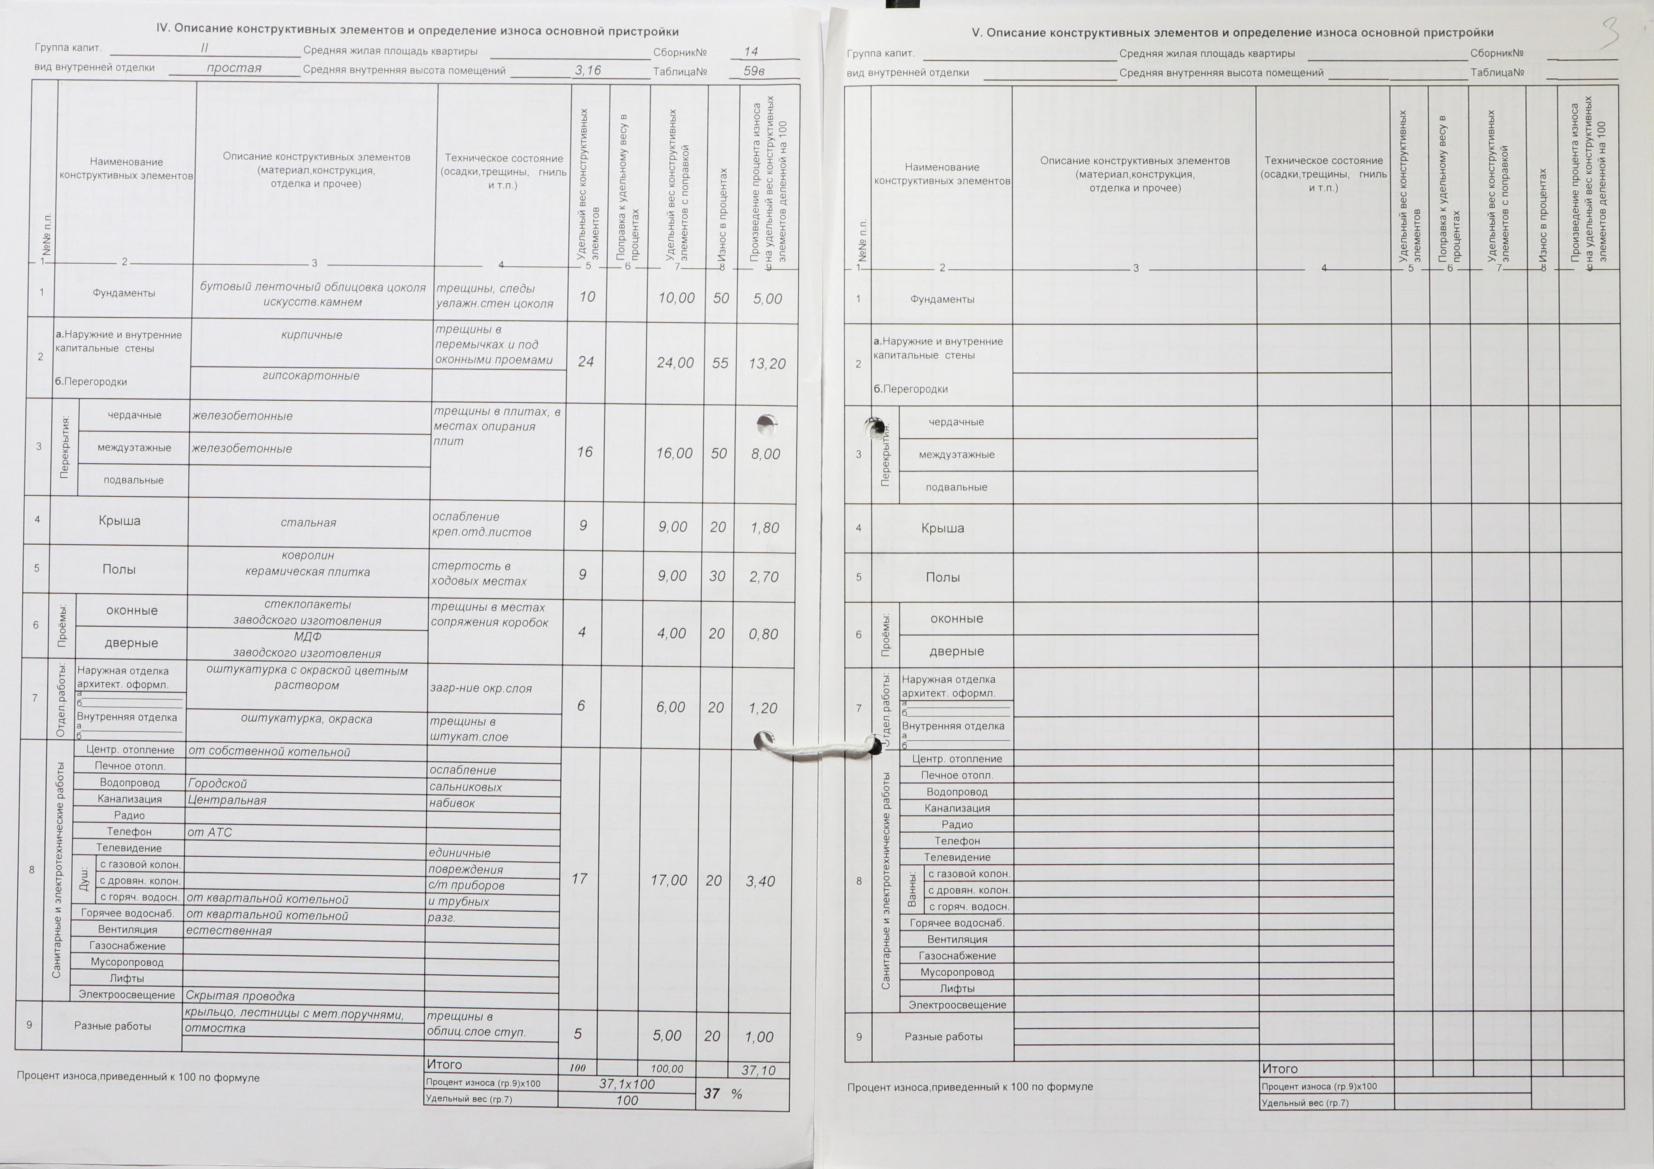 IV. Описание конструктивных элементов и определение износа основной пристройки
Группа капит. II Средняя жилая площадь квартиры Сборник№ 14
вид внутренней отделки простая Средняя внутренняя высота помещений 3,16 Таблица№ 59в
№№ п.п.
Наименование
конструктивных элементов
Описание конструктивных элементов
(материал,конструкция,
отделка и прочее)
Техническое состояние
(осадки,трещины, гниль
и т.п.)
Удельный вес конструктивных
элементов
Поправка к удельному весу в
процентах
Удельный вес конструктивных
элементов с поправкой
Износ в процентах
Произведение процента износа
на удельный вес конструктивных
элементов деленной на 100
1 2 3 4 5 6 7 8
1 Фундаменты бутовый ленточный облицовка цоколя трещины, следы 10 10,00 50 5,00
искусств.камнем увлажн.стен цоколя
2 а.Наружние и внутренние кирпичные трещины в
капитальные стены перемычках и под
оконными проемами 24 24,00 55 13,20
б.Перегородки гипсокартонные
3 Перекрытия: чердачные железобетонные трещины в плитах, в
местах опирания
междуэтажные железобетонные плит 16 16,00 50 8,00
подвальные
4 Крыша стальная ослабление 9 9,00 20 1,80
креп.отд.листов
5 Полы ковролин
керамическая плитка стертость в 9 9,00 30 2,70
ходовых местах
6 Проёмы: оконные стеклопакеты трещины в местах
заводского изготовления сопряжения коробок
дверные МДФ 4 4,00 20 0,80
заводского изготовления
7 Отдел.работы: Наружная отделка оштукатурка с окраской цветным
архитект. оформл. раствором загр-ние окр.слоя
а
б 6 6,00 20 1,20
Внутренняя отделка оштукатурка, окраска трещины в
а
б штукат.слое
8 Санитарные и электротехнические работы 17 17,00 20 3,40
Центр. отопление от собственной котельной
Печное отопл. ослабление
Водопровод Городской сальниковых
Канализация Центральная набивок
Радио
Телефон от АТС
Телевидение единичные
Душ: с газовой колон. повреждения
с дровян. колон. с/т приборов
с горяч. водосн. от квартальной котельной и трубных
Горячее водоснаб. от квартальной котельной разг.
Вентиляция естественная
Газоснабжение
Мусоропровод
Лифты
Электроосвещение Скрытая проводка
9 Разные работы крыльцо, лестницы с мет.поручнями, трещины в
отмостка облиц.слое ступ. 5 5,00 20 1,00
Итого 100 100,00 37,10
Процент износа,приведенный к 100 по формуле
Процент износа (гр.9)х100 37,1х100 37 %
Удельный вес (гр.7) 100
3
V. Описание конструктивных элементов и определение износа основной пристройки
Группа капит. Средняя жилая площадь квартиры Сборник№
вид внутренней отделки Средняя внутренняя высота помещений Таблица№
№№ п.п.
Наименование
конструктивных элементов
Описание конструктивных элементов
(материал,конструкция,
отделка и прочее)
Техническое состояние
(осадки,трещины, гниль
и т.п.)
Удельный вес конструктивных
элементов
Поправка к удельному весу в
процентах
Удельный вес конструктивных
элементов с поправкой
Износ в процентах
Произведение процента износа
на удельный вес конструктивных
элементов деленной на 100
1 2 3 4 5 6 7 8
1 Фундаменты
2 а.Наружние и внутренние
капитальные стены
б.Перегородки
3 Перекрытия: чердачные
междуэтажные
подвальные
4 Крыша
5 Полы
6 Проёмы: оконные
дверные
7 Отдел.работы: Наружная отделка
архитект. оформл.
а
б
Внутренняя отделка
а
б
8 Санитарные и электротехнические работы
Центр. отопление
Печное отопл.
Водопровод
Канализация
Радио
Телефон
Телевидение
Ванны: с газовой колон.
с дровян. колон.
с горяч. водосн.
Горячее водоснаб.
Вентиляция
Газоснабжение
Мусоропровод
Лифты
Электроосвещение
9 Разные работы
Итого
Процент износа,приведенный к 100 по формуле
Процент износа (гр.9)х100
Удельный вес (гр.7)